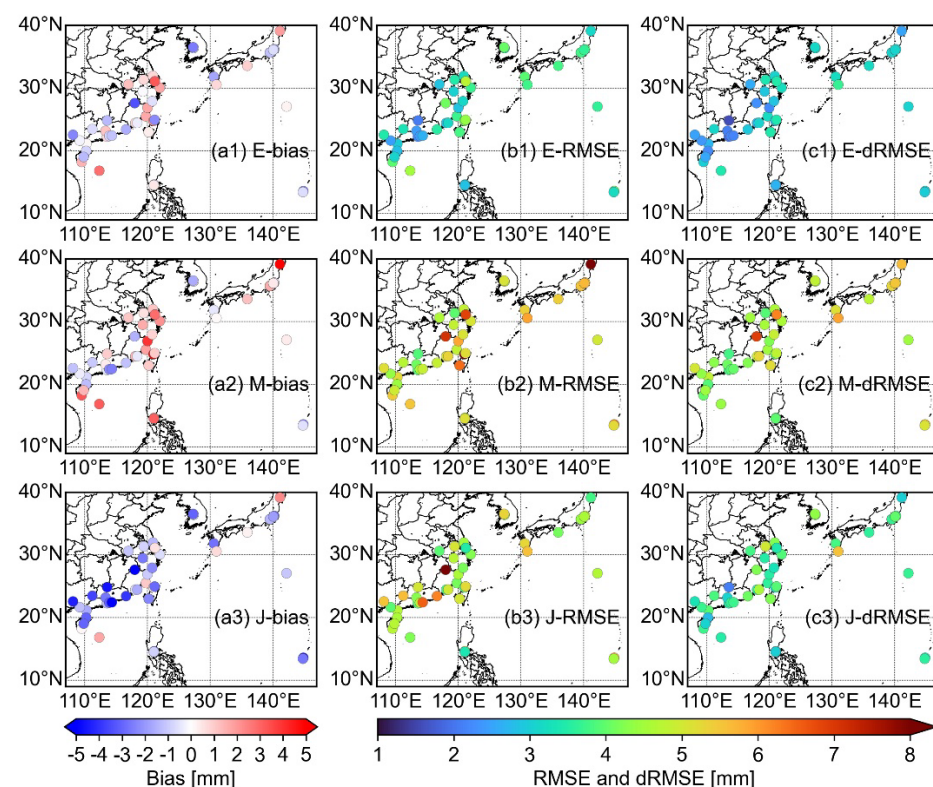 40°N
30°N
20°N
10°N
(a1) E-bias
(b1) E-RMSE
(c1) E-dRMSE
110°E 120°E 130°E 140°E
110°E 120°E 130°E 140°E
110°E 120°E 130°E 140°E
40°N
30°N
20°N
10°N
(a2) M-bias
(b2) M-RMSE
(c2) M-dRMSE
110°E 120°E 130°E 140°E
110°E 120°E 130°E 140°E
110°E 120°E 130°E 140°E
40°N
30°N
20°N
10°N
(a3) J-bias
(b3) J-RMSE
(c3) J-dRMSE
110°E 120°E 130°E 140°E
110°E 120°E 130°E 140°E
110°E 120°E 130°E 140°E
-5 -4 -3 -2 -1 0 1 2 3 4 5
Bias [mm]
1 2 3 4 5 6 7 8
RMSE and dRMSE [mm]